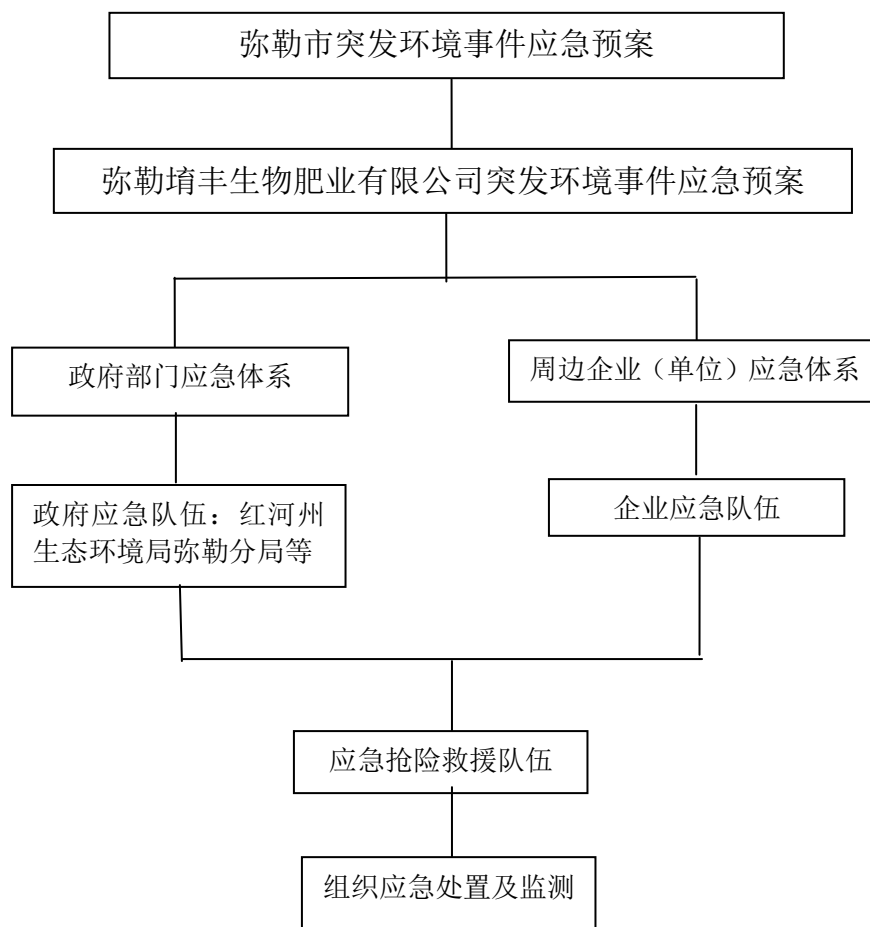 弥勒市突发环境事件应急预案
弥勒堉丰生物肥业有限公司突发环境事件应急预案
政府部门应急体系
周边企业（单位）应急体系
政府应急队伍：红河州
生态环境局弥勒分局等
企业应急队伍
应急抢险救援队伍
组织应急处置及监测